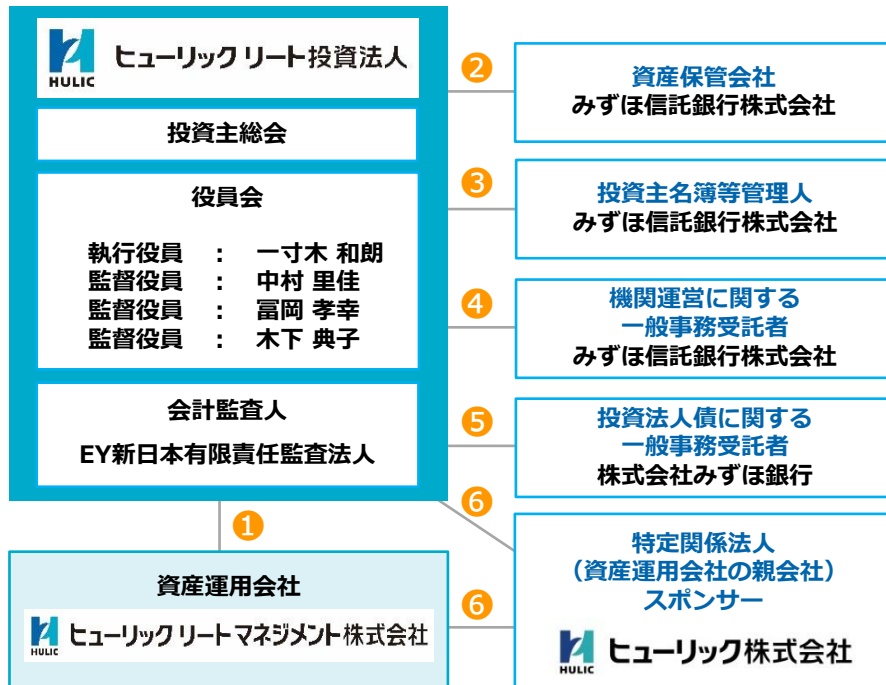 HULIC
ヒューリック リート投資法人
投資主総会
役員会
執行役員 : 一寸木 和朗
監督役員 : 中村 里佳
監督役員 : 冨岡 孝幸
監督役員 : 木下 典子
会計監査人
EY新日本有限責任監査法人
❷
資産保管会社
みずほ信託銀行株式会社
❸
投資主名簿等管理人
みずほ信託銀行株式会社
❹
機関運営に関する
一般事務受託者
みずほ信託銀行株式会社
❺
投資法人債に関する
一般事務受託者
株式会社みずほ銀行
❻
❶
資産運用会社
HULIC
ヒューリック リートマネジメント株式会社
❻
特定関係法人
（資産運用会社の親会社）
スポンサー
HULIC
ヒューリック株式会社